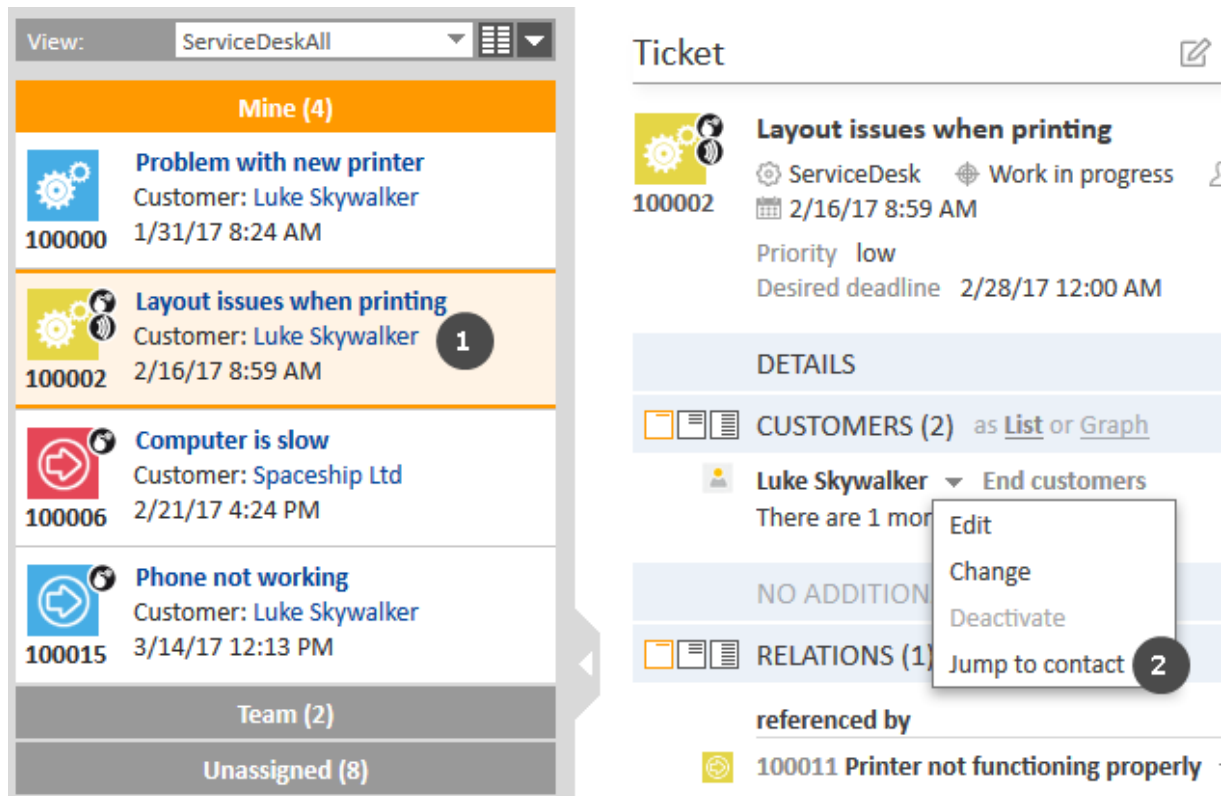 View: ServiceDeskAll
Mine (4)
Problem with new printer
Customer: Luke Skywalker
100000 1/31/17 8:24 AM
Layout issues when printing
Customer: Luke Skywalker
1
100002 2/16/17 8:59 AM
Computer is slow
Customer: Spaceship Ltd
100006 2/21/17 4:24 PM
Phone not working
Customer: Luke Skywalker
100015 3/14/17 12:13 PM
Team (2)
Unassigned (8)
Ticket
Layout issues when printing
ServiceDesk Work in progress
100002 2/16/17 8:59 AM
Priority low
Desired deadline 2/28/17 12:00 AM
DETAILS
CUSTOMERS (2) as List or Graph
Luke Skywalker End customers
There are 1 mor
Edit
Change
NO ADDITION
Deactivate
RELATIONS (1)
Jump to contact 2
referenced by
100011 Printer not functioning properly